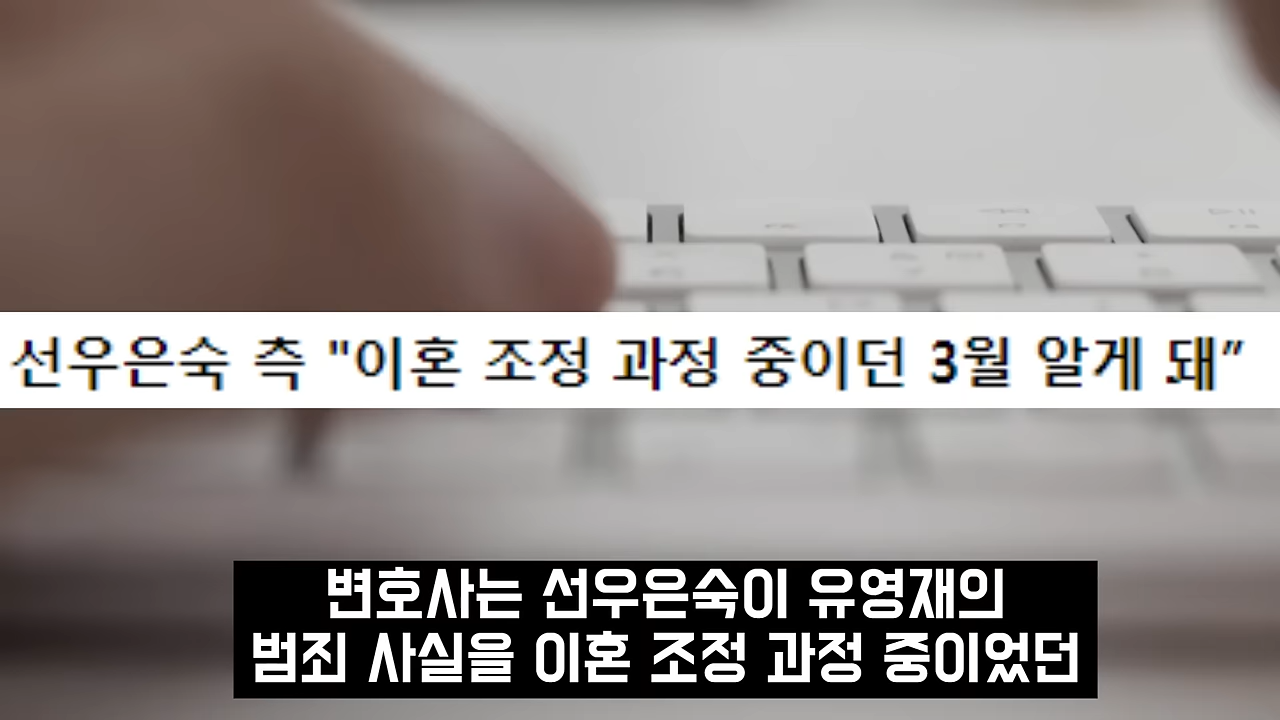 선우은숙 측 "이혼 조정 과정 중이던 3월 알게 돼"
변호사는 선우은숙이 유영재의
범죄 사실을 이혼 조정 과정 중이었던